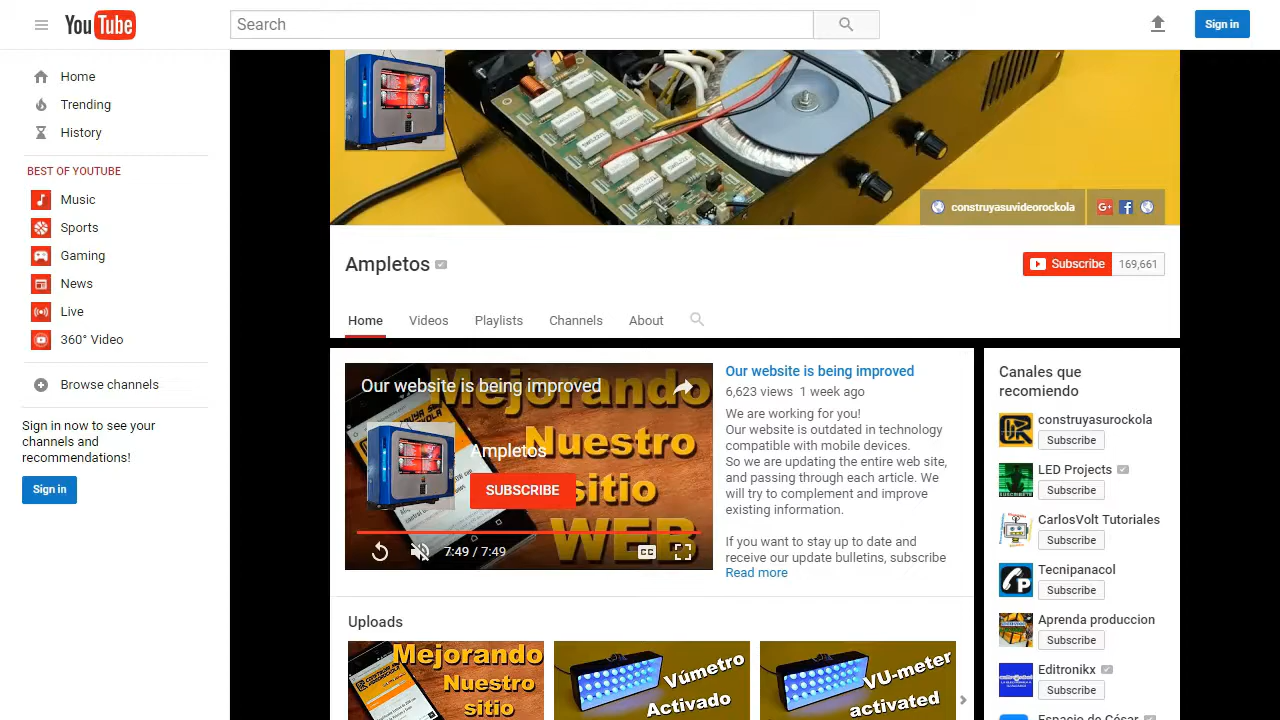 YouTube
Search
Sign in
Home
Trending
History
BEST OF YOUTUBE
Music
Sports
Gaming
News
Live
360° Video
Browse channels
Sign in now to see your
channels and
recommendations!
Sign in
construyasuvideorockola
Ampletos
Subscribe 169,661
Home Videos Playlists Channels About
Mejorando
Nuestro
sitio
WEB
Our website is being improved
Ampletos
SUBSCRIBE
7:49 / 7:49
CC
Our website is being improved
6,623 views 1 week ago
We are working for you!
Our website is outdated in technology
compatible with mobile devices.
So we are updating the entire web site,
and passing through each article. We
will try to complement and improve
existing information.
If you want to stay up to date and
receive our update bulletins, subscribe
Read more
Uploads
Mejorando
Nuestro
sitio
Vúmetro
Activado
VU-meter
activated
Canales que
recomiendo
construyasurockola
Subscribe
LED Projects
Subscribe
CarlosVolt Tutoriales
Subscribe
Tecnipanacol
Subscribe
Aprenda produccion
Subscribe
Editronikx
Subscribe
Espacio de César